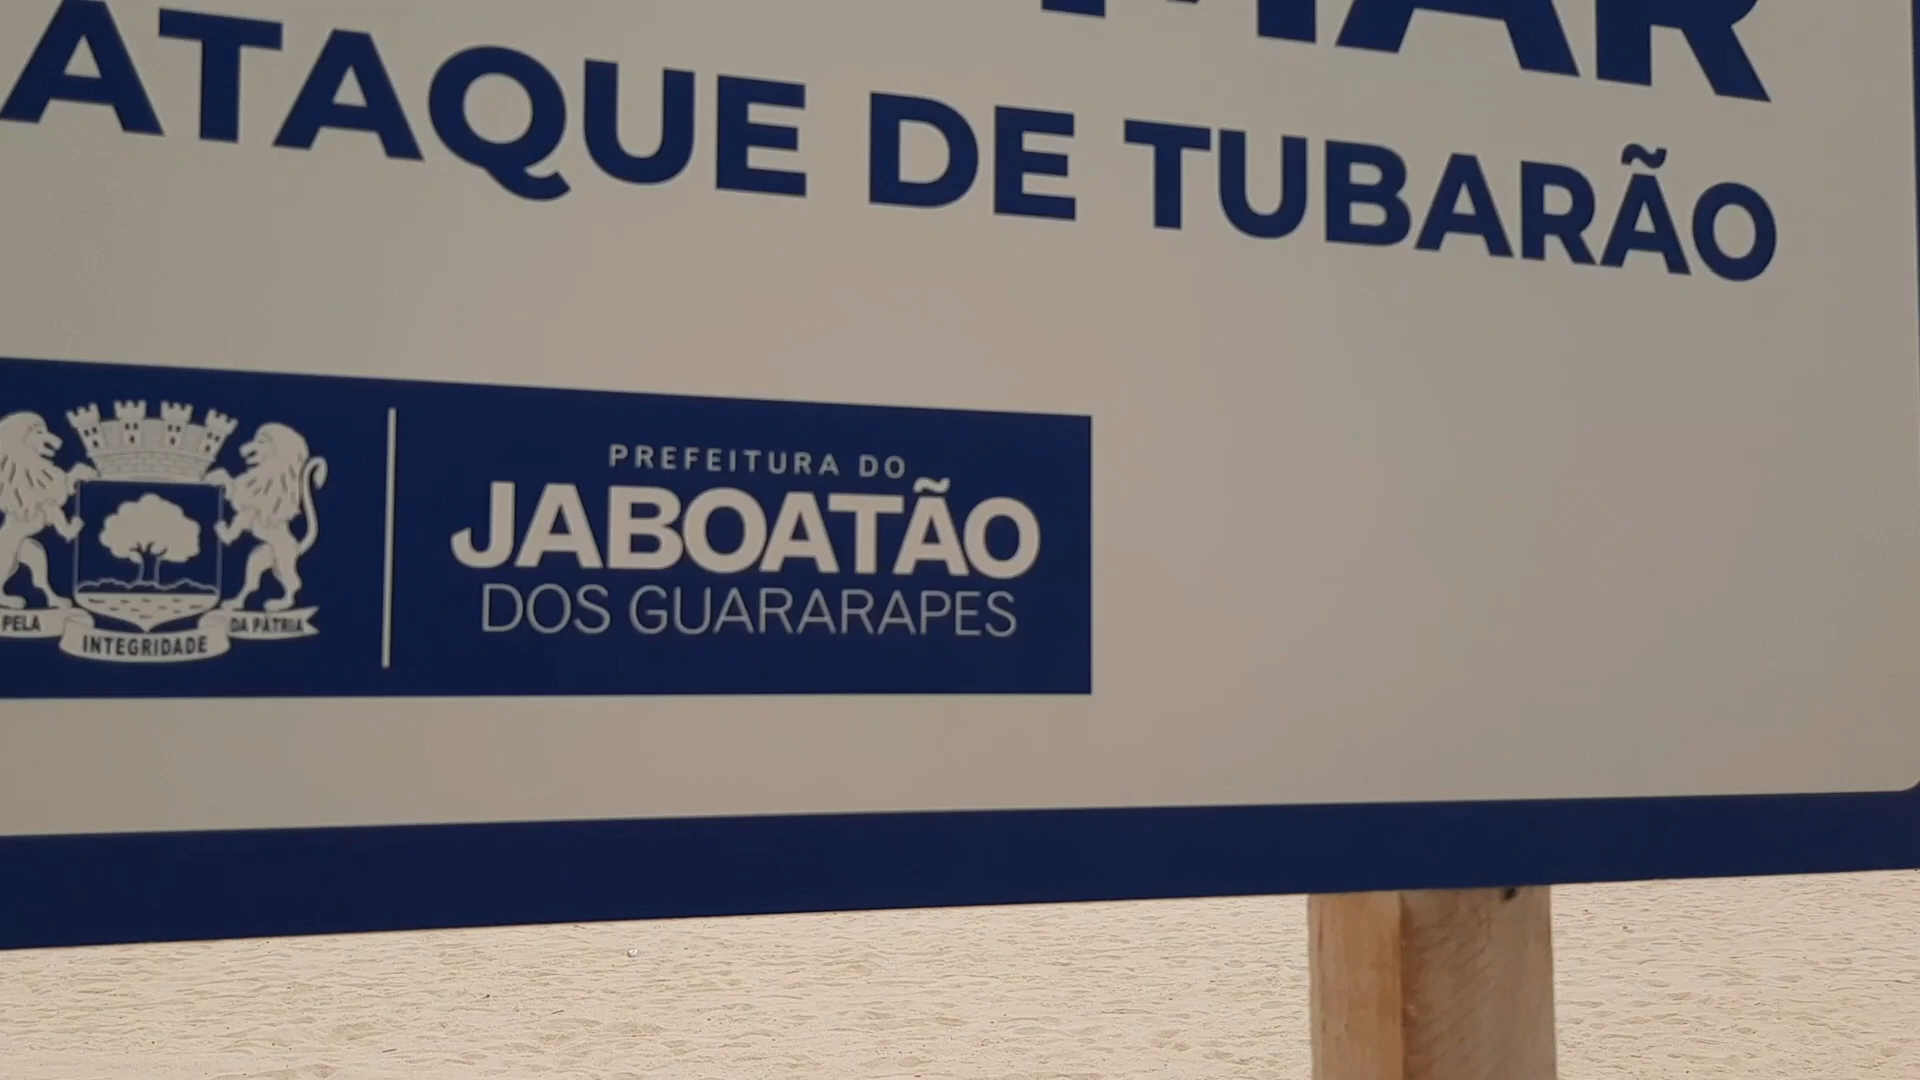 MAR
ATAQUE DE TUBARÃO
PREFEITURA DO
JABOATÃO
DOS GUARARAPES
PELA INTEGRIDADE DA PÁTRIA